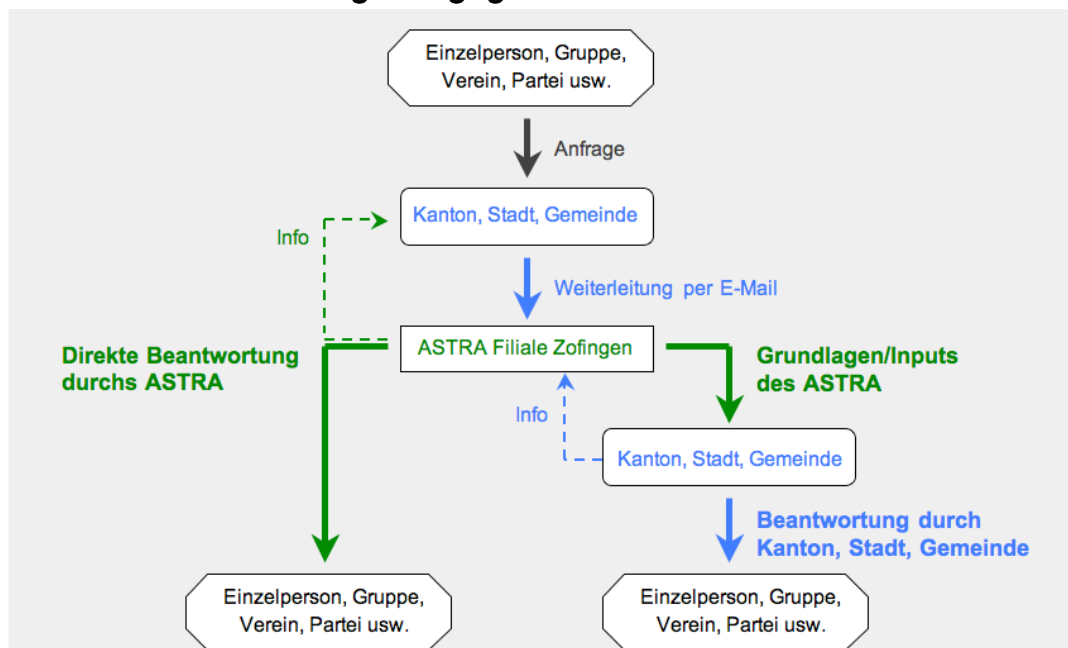 Einzelperson, Gruppe,
Verein, Partei usw.
Anfrage
Kanton, Stadt, Gemeinde
Info
Weiterleitung per E-Mail
ASTRA Filiale Zofingen
Direkte Beantwortung
durchs ASTRA
Grundlagen/Inputs
des ASTRA
Info
Kanton, Stadt, Gemeinde
Beantwortung durch
Kanton, Stadt, Gemeinde
Einzelperson, Gruppe,
Verein, Partei usw.
Einzelperson, Gruppe,
Verein, Partei usw.